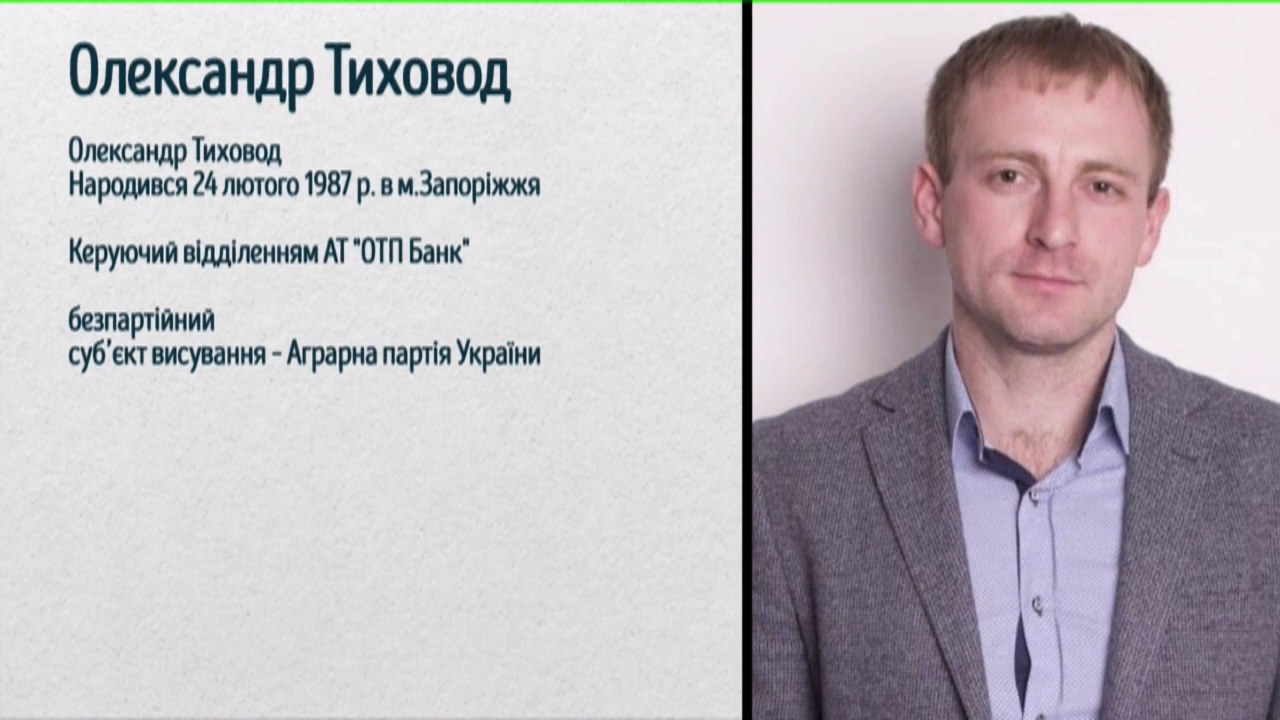 Олександр Тиховод
Олександр Тиховод
Народився 24 лютого 1987 р. в м.Запоріжжя
Керуючий відділенням АТ "ОТП Банк"
безпартійний
суб’єкт висування - Аграрна партія України